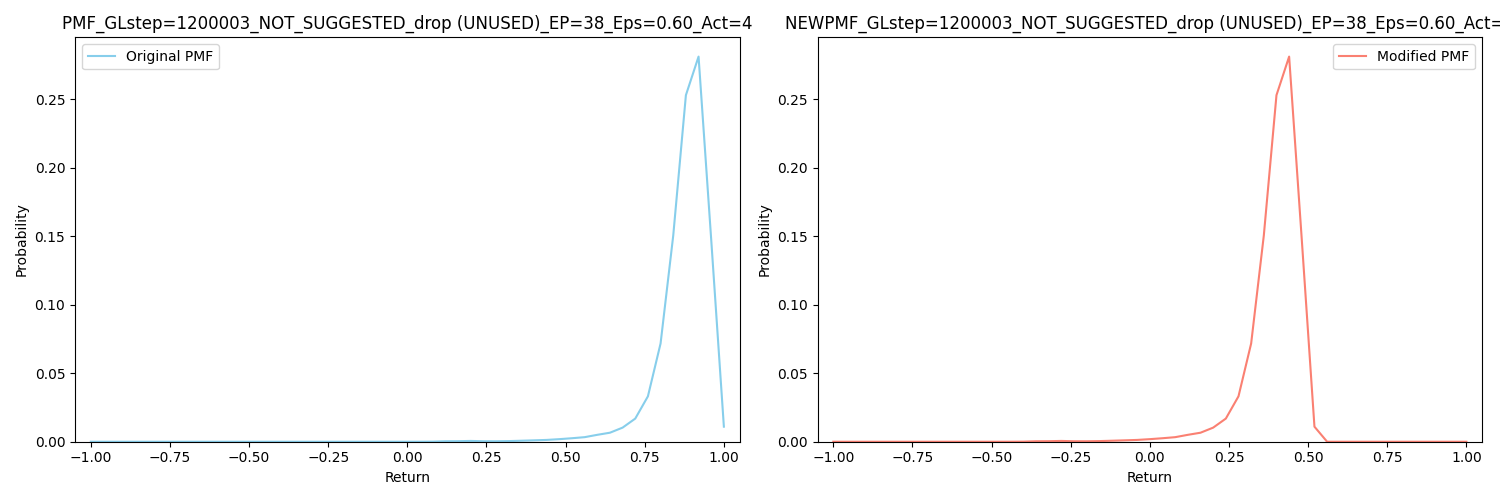 PMF_GLstep=1200003_NOT_SUGGESTED_drop (UNUSED)_EP=38_Eps=0.60_Act=4
Original PMF
Probability
0.25
0.20
0.15
0.10
0.05
0.00
−1.00 −0.75 −0.50 −0.25 0.00 0.25 0.50 0.75 1.00
Return
NEWPMF_GLstep=1200003_NOT_SUGGESTED_drop (UNUSED)_EP=38_Eps=0.60_Act=
Modified PMF
Probability
0.25
0.20
0.15
0.10
0.05
0.00
−1.00 −0.75 −0.50 −0.25 0.00 0.25 0.50 0.75 1.00
Return